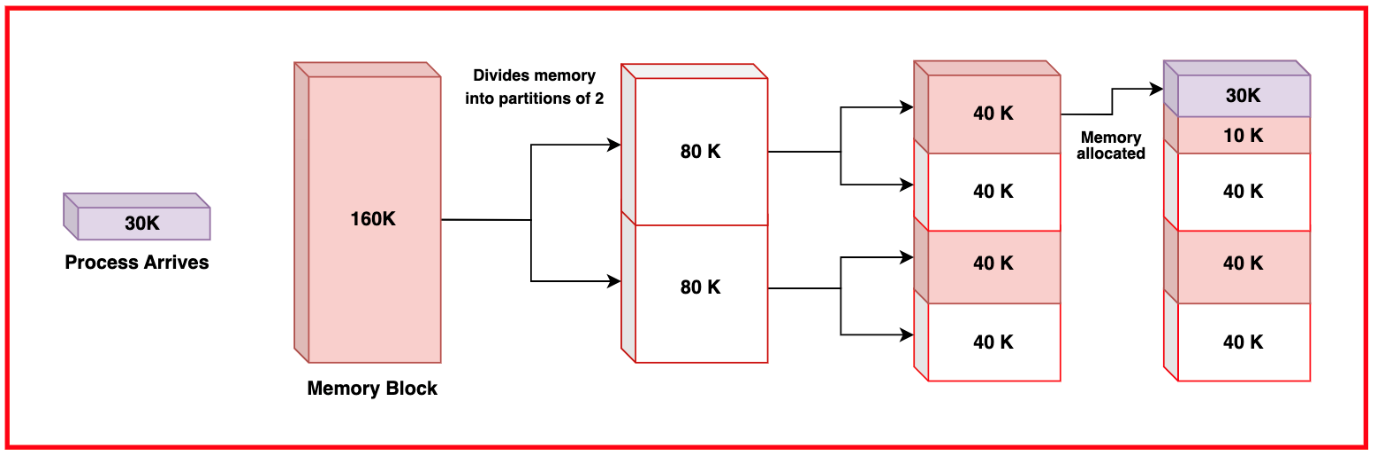 30K
Process Arrives
160K
Memory Block
Divides memory
into partitions of 2
80 K
80 K
40 K
40 K
40 K
40 K
Memory
allocated
30K
10 K
40 K
40 K
40 K